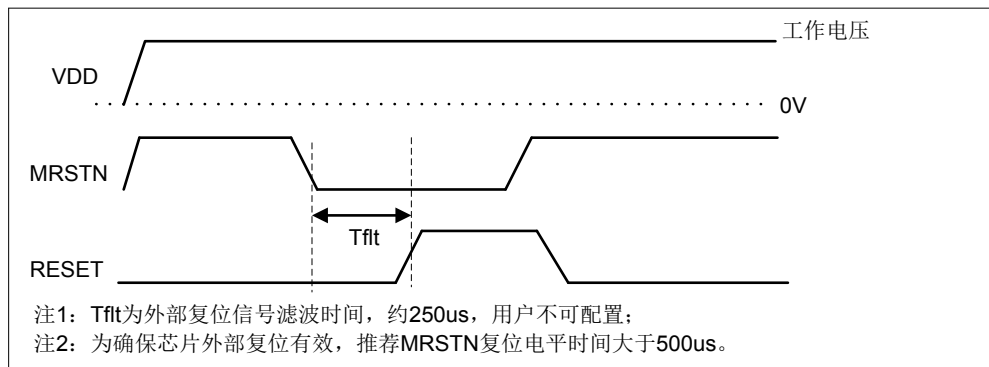 工作电压
VDD
0V
MRSTN
Tflt
RESET
注1：Tflt为外部复位信号滤波时间，约250us，用户不可配置；
注2：为确保芯片外部复位有效，推荐MRSTN复位电平时间大于500us。